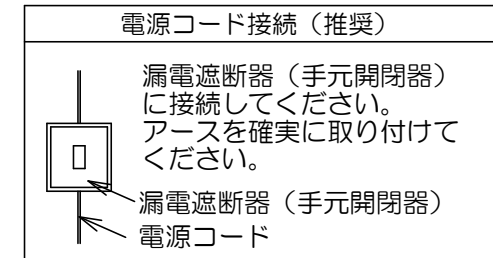 電源コード接続（推奨）
漏電遮断器（手元開閉器）
に接続してください。
アースを確実に取り付けて
ください。
漏電遮断器（手元開閉器）
電源コード